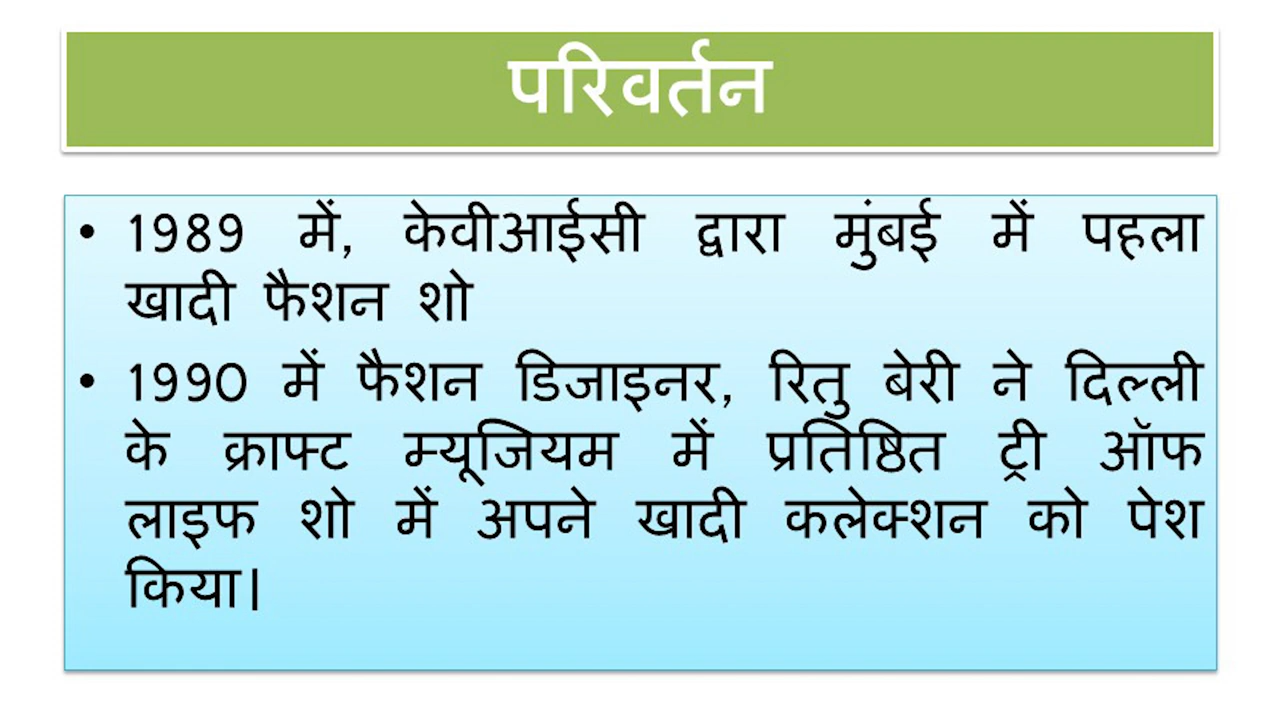 परिवर्तन
• 1989 में, केवीआईसी द्वारा मुंबई में पहला
खादी फैशन शो
• 1990 में फैशन डिजाइनर, रितु बेरी ने दिल्ली
के क्राफ्ट म्यूजियम में प्रतिष्ठित ट्री ऑफ
लाइफ शो में अपने खादी कलेक्शन को पेश
किया।